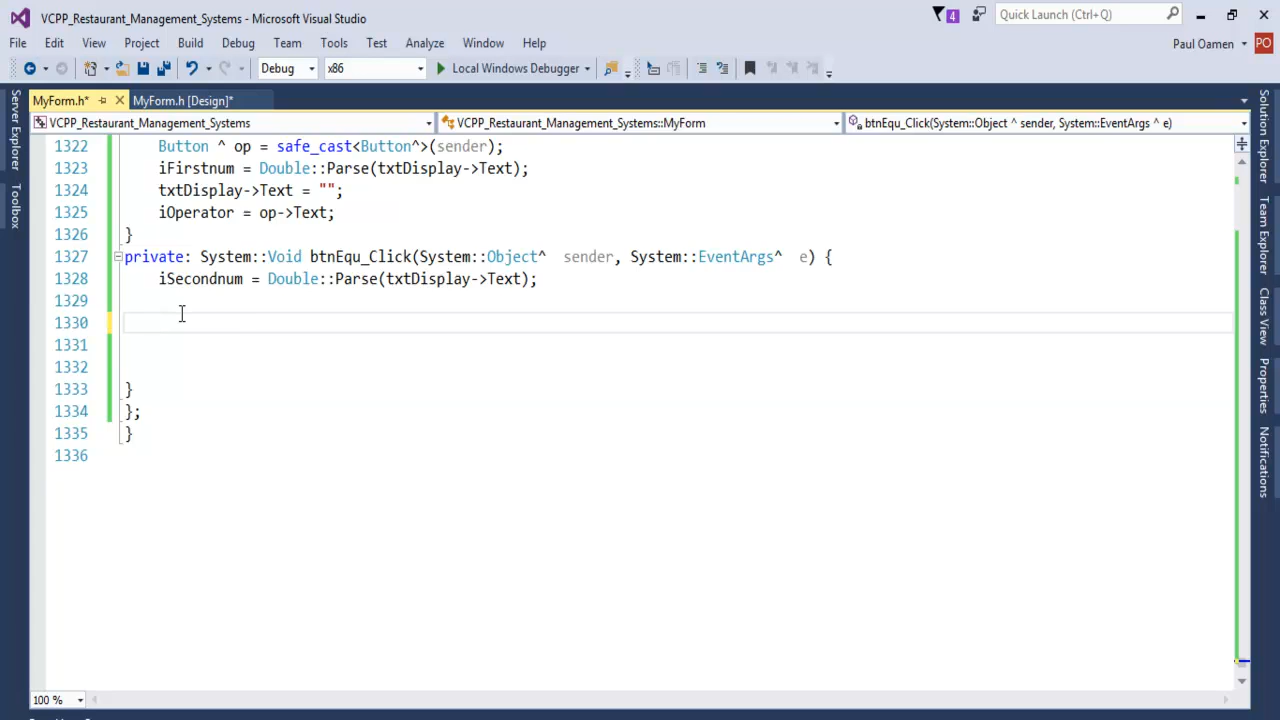 VCPP_Restaurant_Management_Systems - Microsoft Visual Studio
4
Quick Launch (Ctrl+Q)
File Edit View Project Build Debug Team Tools Test Analyze Window Help
Paul Oamen
PO
Debug
x86
Local Windows Debugger
MyForm.h*
MyForm.h [Design]*
VCPP_Restaurant_Management_Systems
VCPP_Restaurant_Management_Systems::MyForm
btnEqu_Click(System::Object ^ sender, System::EventArgs ^ e)
Server Explorer
Toolbox
1322 Button ^ op = safe_cast<Button^>(sender);
1323 iFirstnum = Double::Parse(txtDisplay->Text);
1324 txtDisplay->Text = "";
1325 iOperator = op->Text;
1326 }
1327 private: System::Void btnEqu_Click(System::Object^  sender, System::EventArgs^  e) {
1328 iSecondnum = Double::Parse(txtDisplay->Text);
1329
1330
1331
1332
1333 }
1334 };
1335 }
1336
Solution Explorer
Team Explorer
Class View
Properties
Notifications
100 %